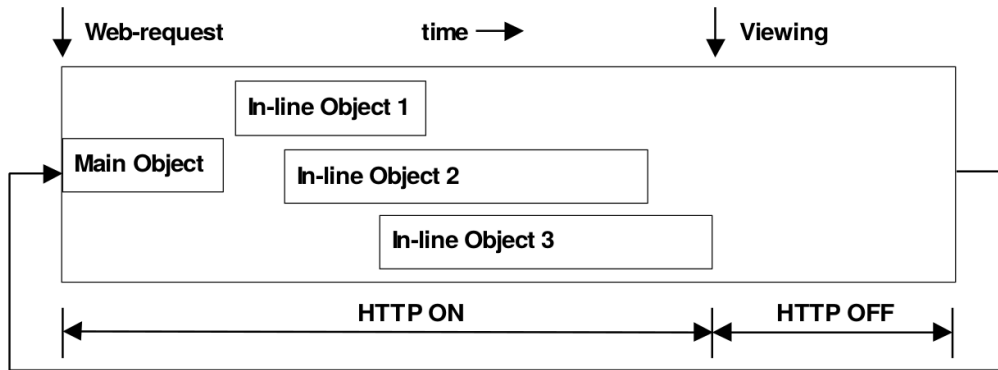 Web-request
time
Viewing
In-line Object 1
Main Object
In-line Object 2
In-line Object 3
HTTP ON
HTTP OFF